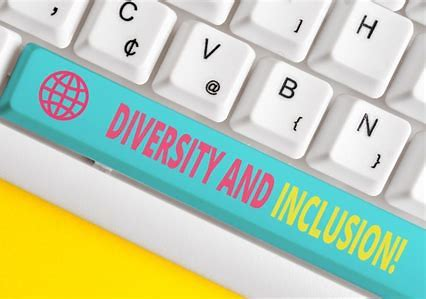 H
C V B N
, ¢ @ { }
DIVERSITY AND INCLUSION!